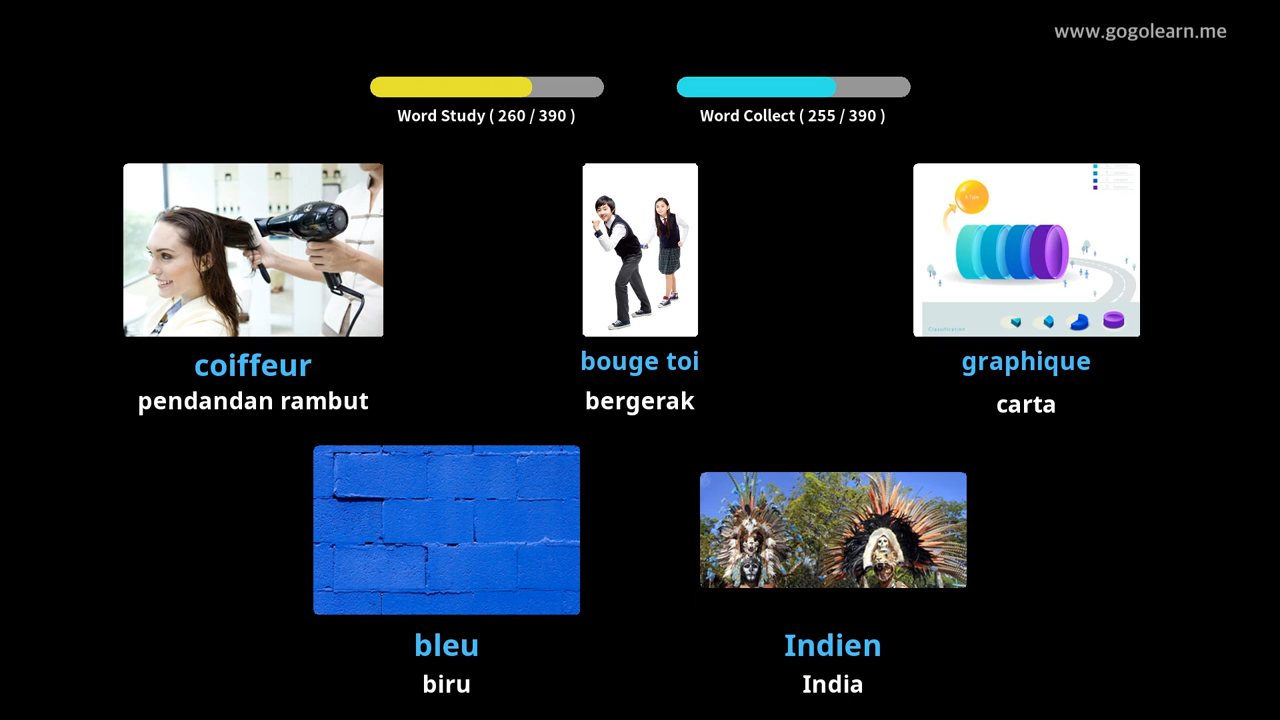 www.gogolearn.me
Word Study ( 260 / 390 )
Word Collect ( 255 / 390 )
coiffeur
pendandan rambut
bouge toi
bergerak
graphique
carta
Classification
bleu
biru
Indien
India